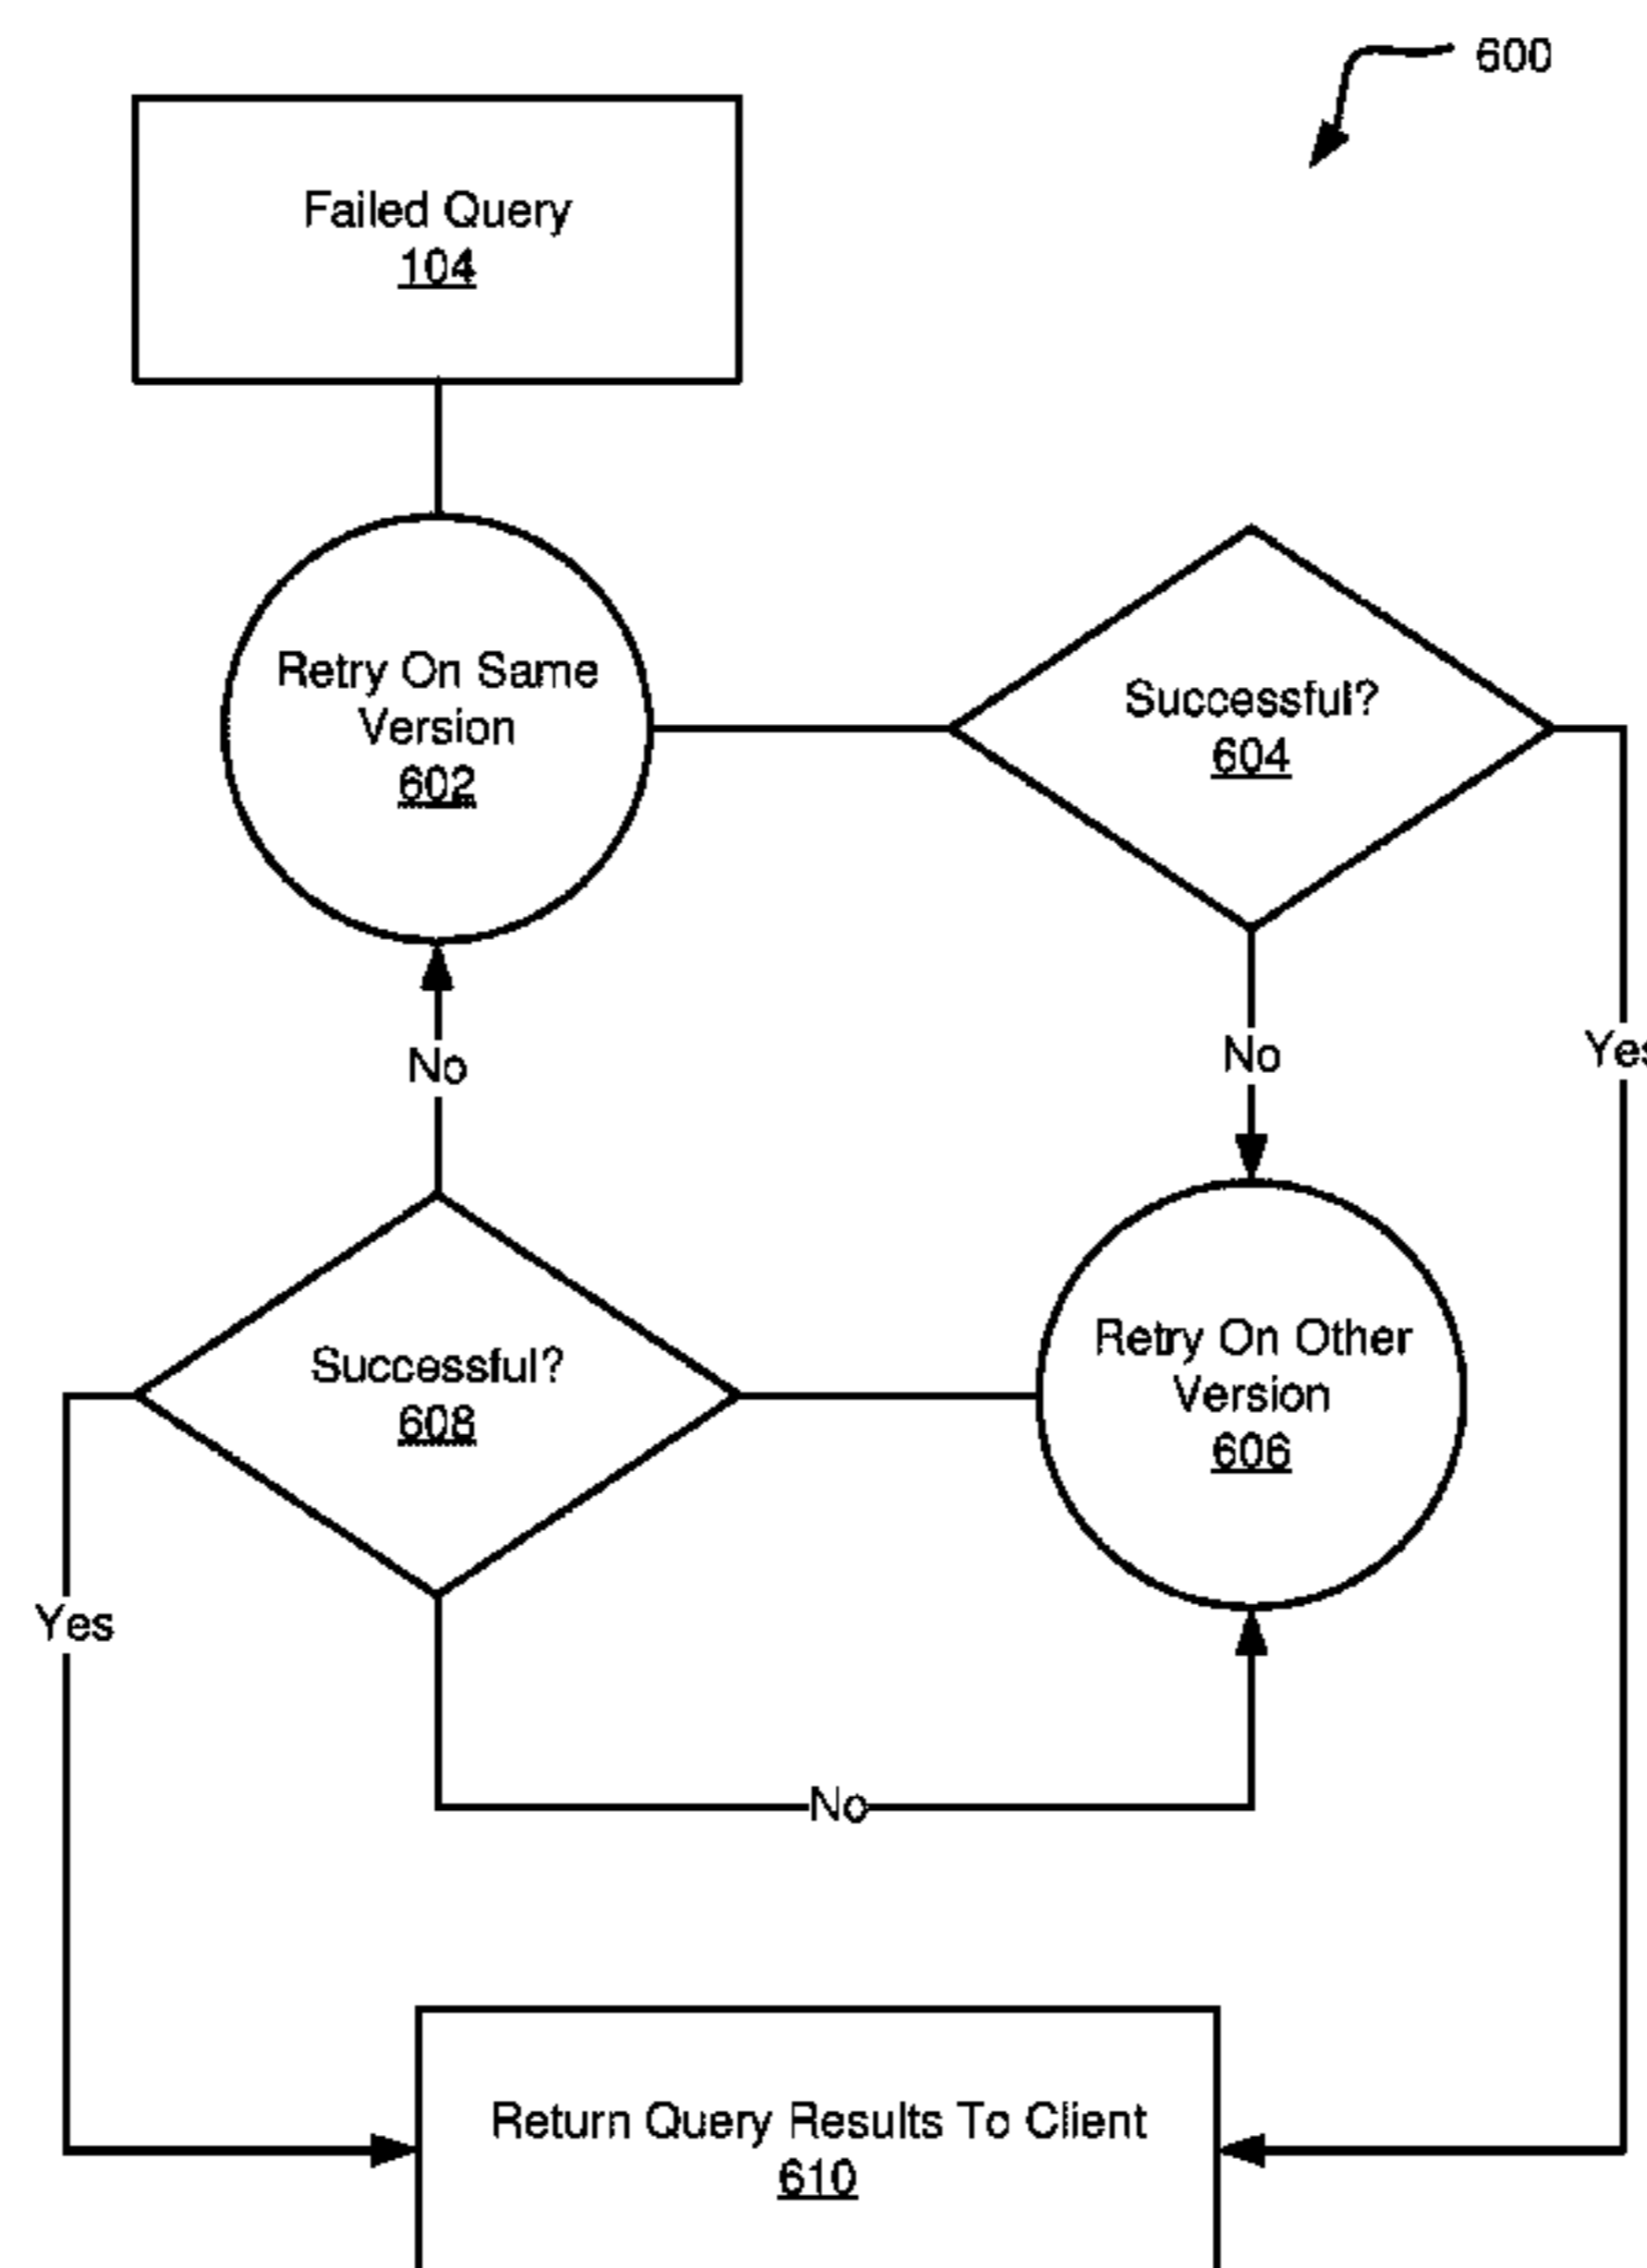 600
Failed Query
104
Retry On Same
Version
602
Successful?
604
No
No
Yes
Retry On Other
Version
606
Successful?
608
Yes
No
Return Query Results To Client
610